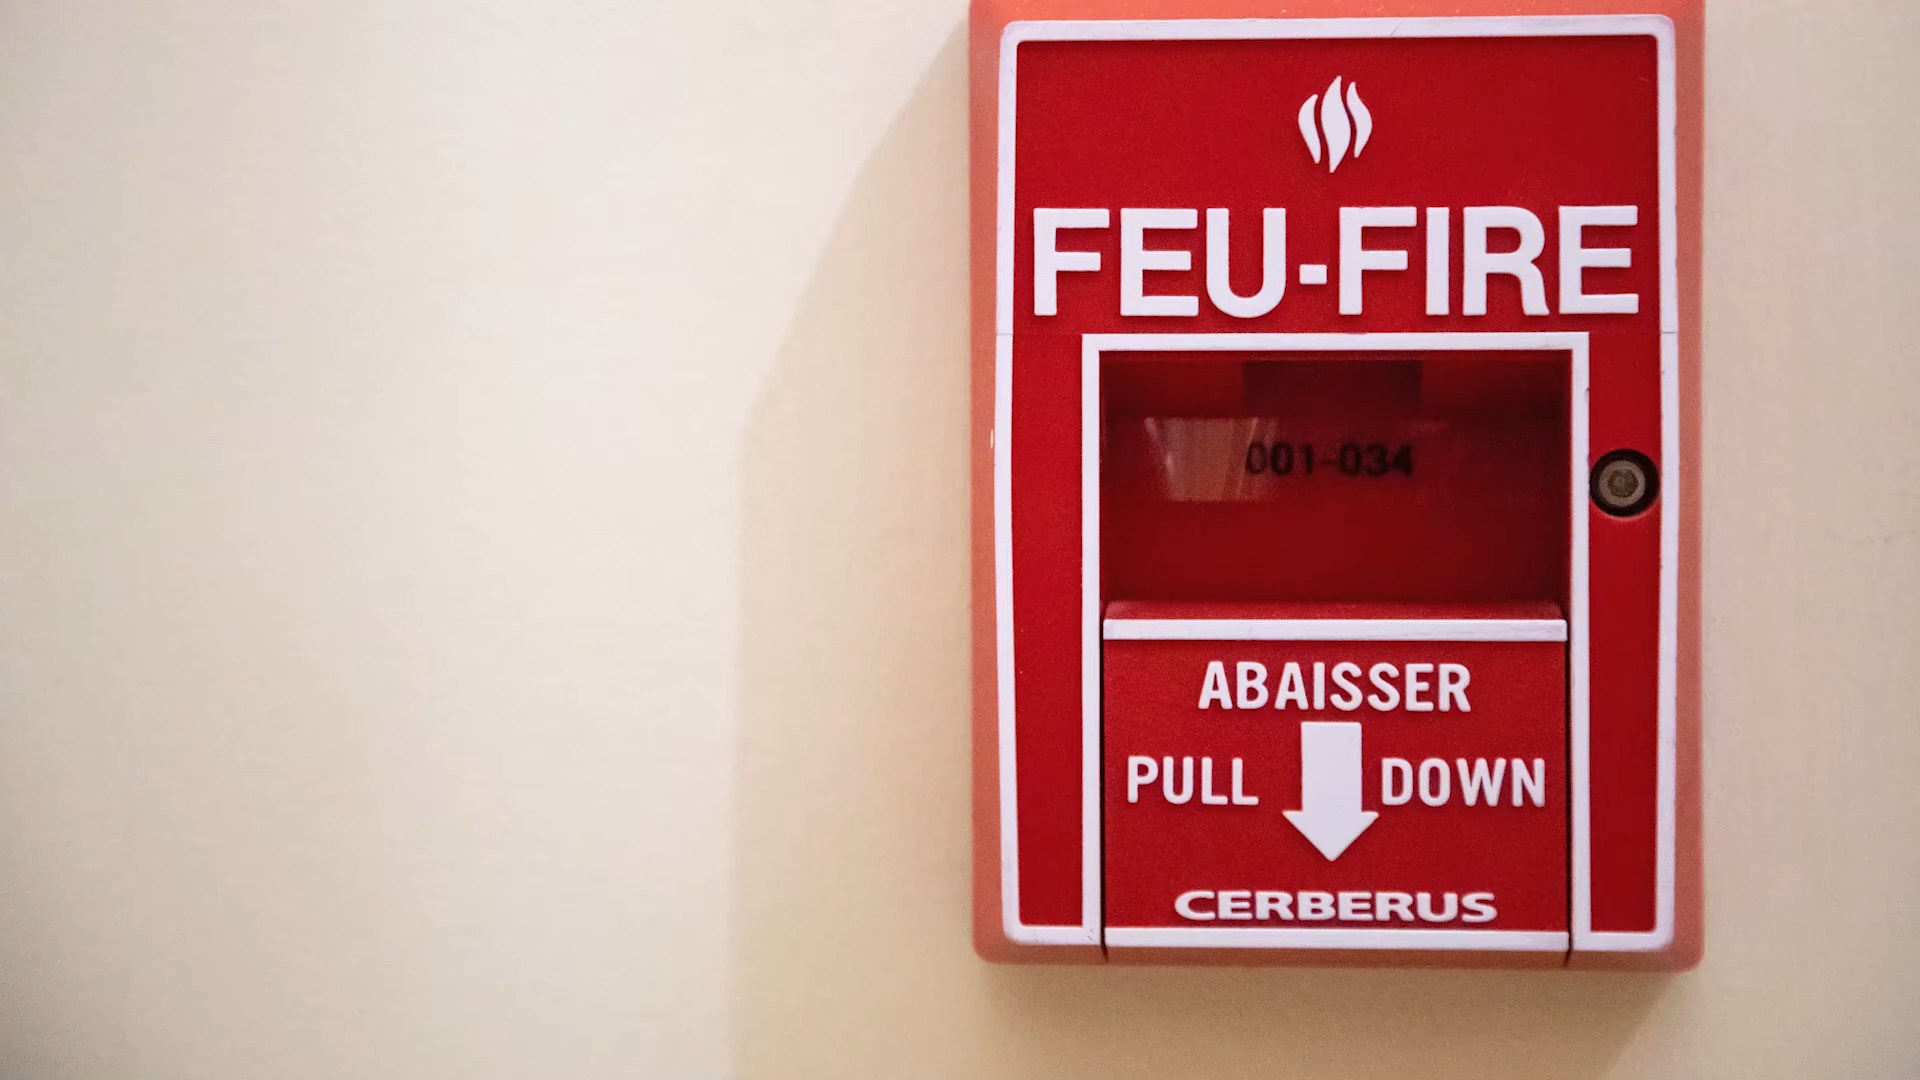 FEU-FIRE
001-034
ABAISSER
PULL DOWN
CERBERUS